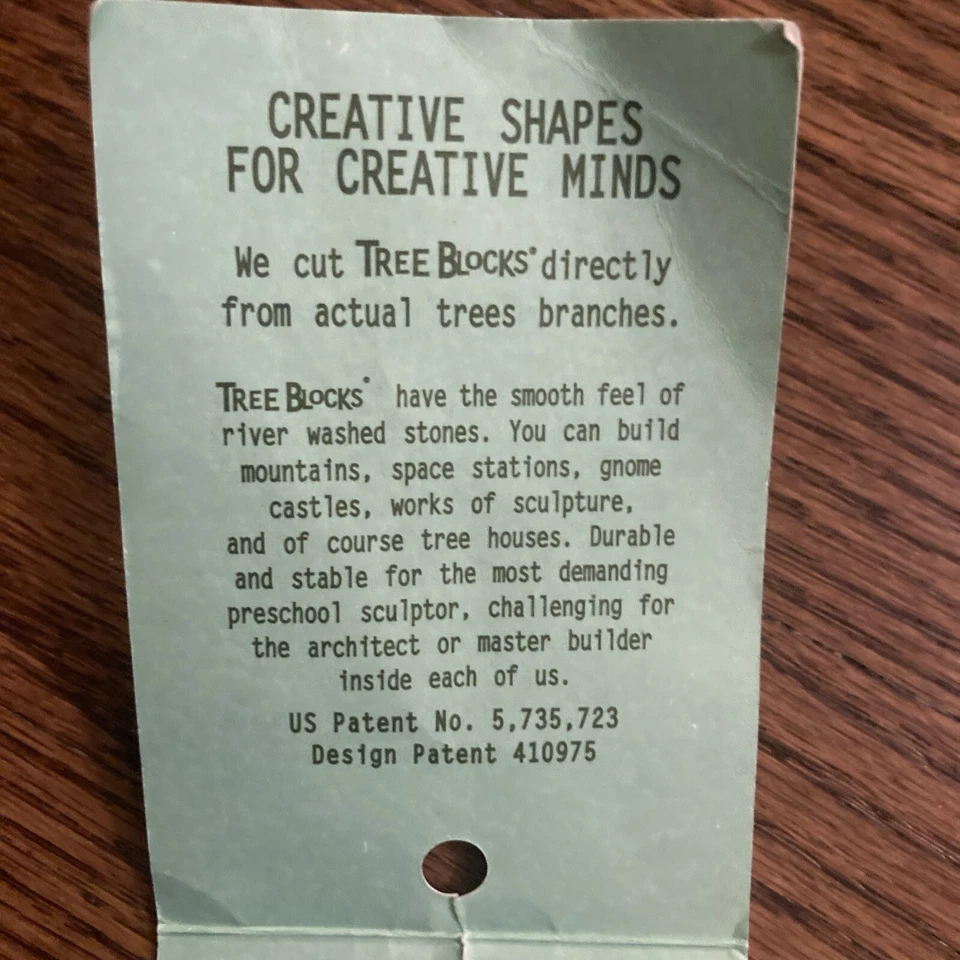 CREATIVE SHAPES
FOR CREATIVE MINDS
We cut TREE BLOCKS® directly
from actual trees branches.
TREE BLOCKS® have the smooth feel of
river washed stones. You can build
mountains, space stations, gnome
castles, works of sculpture,
and of course tree houses. Durable
and stable for the most demanding
preschool sculptor, challenging for
the architect or master builder
inside each of us.
US Patent No. 5,735,723
Design Patent 410975